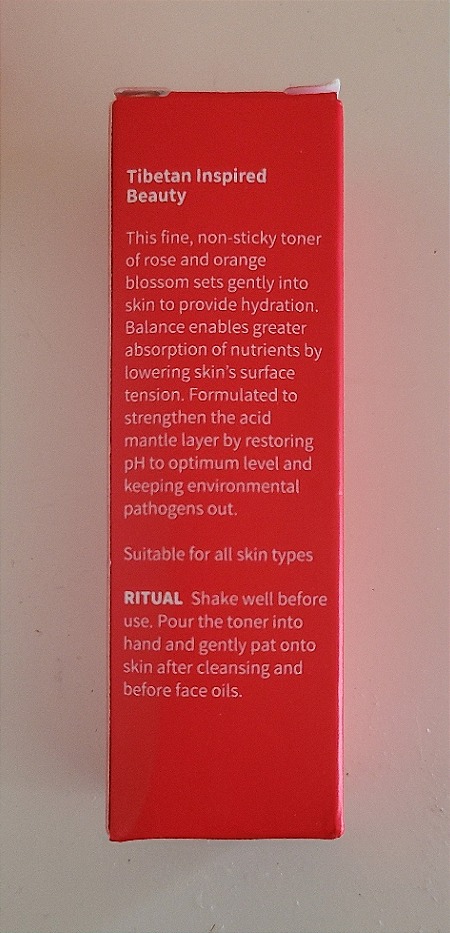 Tibetan Inspired
Beauty
This fine, non-sticky toner
of rose and orange
blossom sets gently into
skin to provide hydration.
Balance enables greater
absorption of nutrients by
lowering skin's surface
tension. Formulated to
strengthen the acid
mantle layer by restoring
pH to optimum level and
keeping environmental
pathogens out.
Suitable for all skin types
RITUAL Shake well before
use. Pour the toner into
hand and gently pat onto
skin after cleansing and
before face oils.